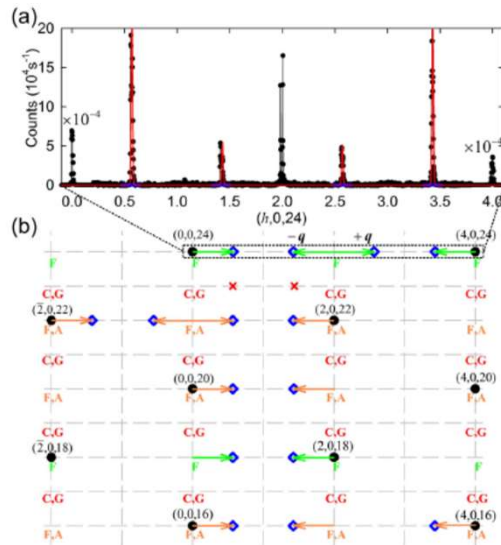 (a)
Counts (10⁴s⁻¹)
20
15
10
5
0
×10⁻⁴
×10⁻⁴
0.0 0.5 1.0 1.5 2.0 2.5 3.0 3.5 4.0
(h,0,24)
(b)
(0,0,24) −q +q (4,0,24)
F F F F
C,G C,G C,G C,G
(2̄,0,22) (2,0,22)
F,A F,A F,A F,A
C,G C,G C,G C,G
(0,0,20) (4,0,20)
F,A F,A F,A F,A
C,G C,G C,G C,G
(2̄,0,18) (2,0,18)
F F F F
C,G C,G C,G C,G
(0,0,16) (4,0,16)
F,A F,A F,A F,A